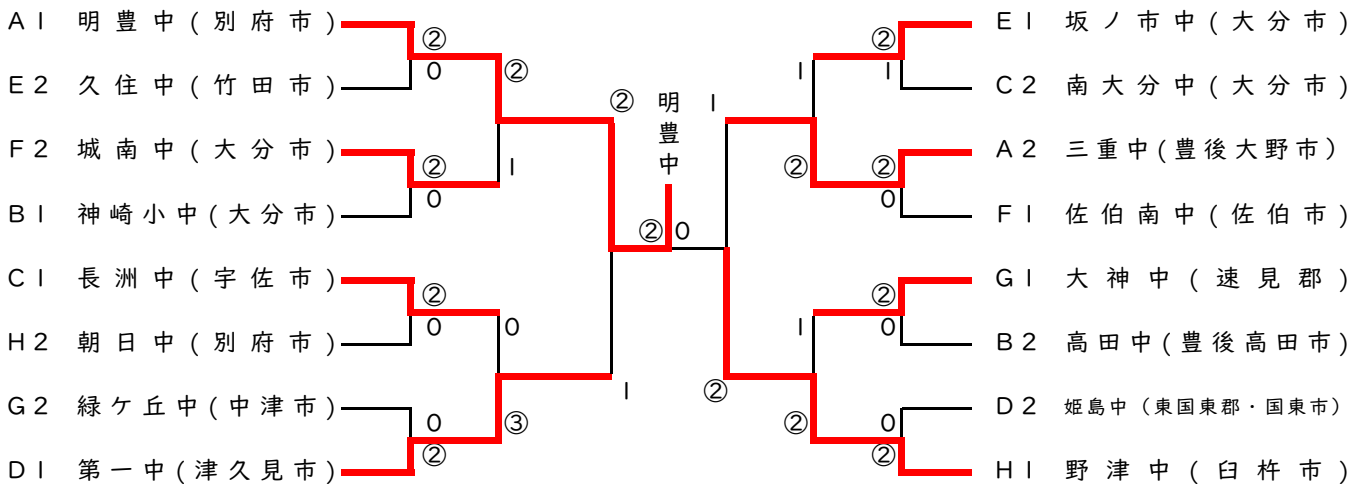 A1 明豊中(別府市)
②
0
E2 久住中(竹田市)
②
F2 城南中(大分市)
②
0
1
B1 神崎小中(大分市)
②
C1 長洲中(宇佐市)
②
0
H2 朝日中(別府市)
0
G2 緑ケ丘中(中津市)
0
②
D1 第一中(津久見市)
③
1
明豊中
②
0
1
②
E1 坂ノ市中(大分市)
②
1
C2 南大分中(大分市)
1
A2 三重中(豊後大野市)
②
0
②
F1 佐伯南中(佐伯市)
G1 大神中(速見郡)
②
0
B2 高田中(豊後高田市)
1
D2 姫島中(東国東郡・国東市)
0
②
H1 野津中(臼杵市)
②